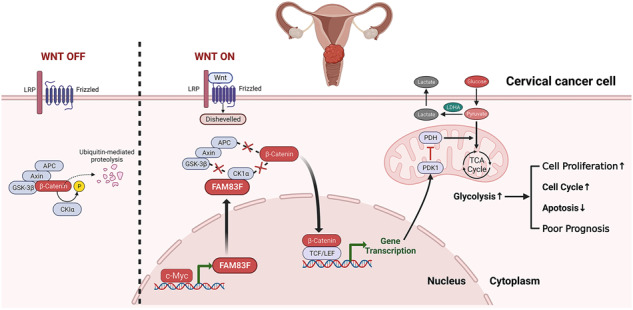 WNT OFF
LRP
Frizzled
APC
Axin
GSK-3β
β-Catenin
P
CKIα
Ubiquitin-mediated
proteolysis
WNT ON
Wnt
LRP
Frizzled
Dishevelled
APC
Axin
GSK-3β
CK1α
β-Catenin
FAM83F
c-Myc
FAM83F
β-Catenin
TCF/LEF
Gene
Transcription
Nucleus
Cytoplasm
Cervical cancer cell
Lactate
Glucose
LDHA
Lactate
Pyruvate
PDH
PDK1
TCA
Cycle
Glycolysis↑
Cell Proliferation↑
Cell Cycle↑
Apotosis↓
Poor Prognosis